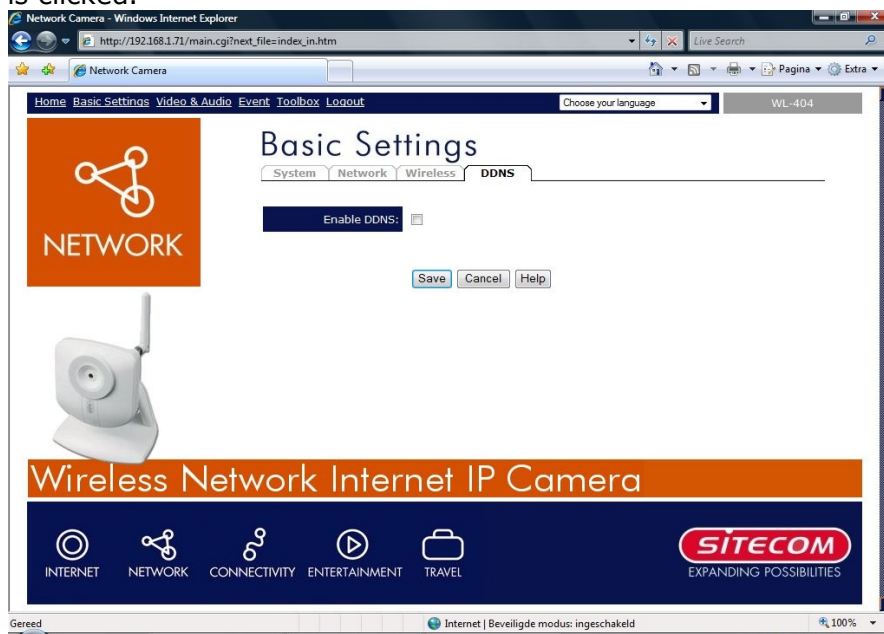 is clicked.
Network Camera - Windows Internet Explorer
http://192.168.1.71/main.cgi?next_file=index_in.htm
Live Search
Network Camera
Pagina
Extra
Home Basic Settings Video & Audio Event Toolbox Logout
Choose your language
WL-404
Basic Settings
System Network Wireless DDNS
Enable DDNS:
Save Cancel Help
NETWORK
Wireless Network Internet IP Camera
INTERNET NETWORK CONNECTIVITY ENTERTAINMENT TRAVEL
SITECOM
EXPANDING POSSIBILITIES
Gereed
Internet | Beveiligde modus: ingeschakeld
100%